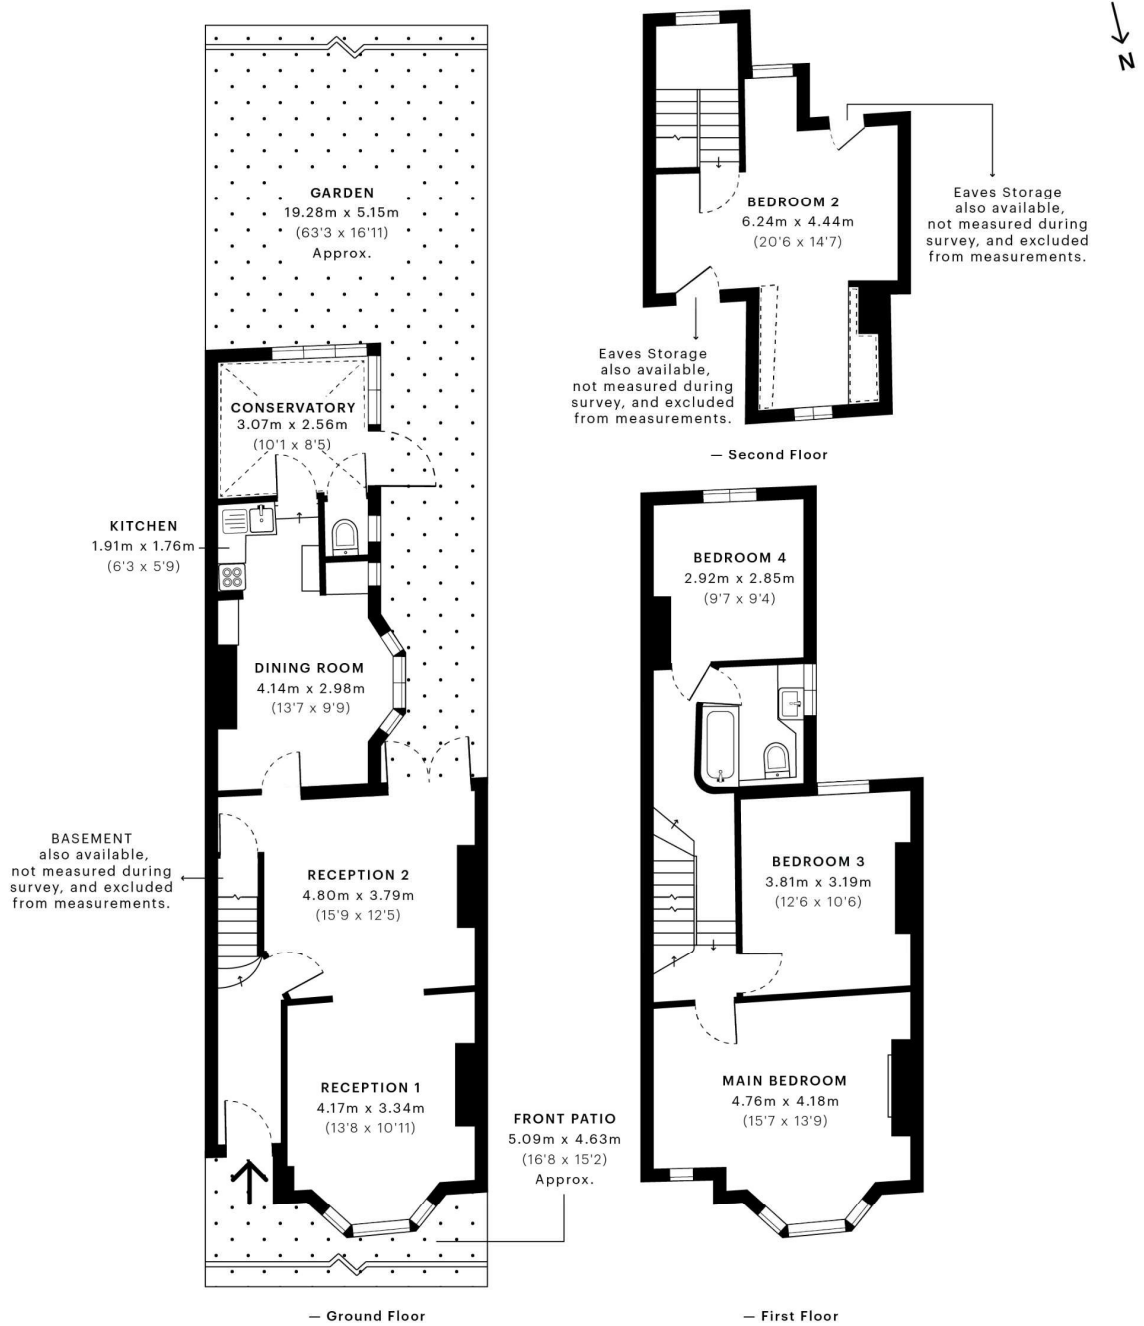 N
GARDEN
19.28m x 5.15m
(63'3 x 16'11)
Approx.
CONSERVATORY
3.07m x 2.56m
(10'1 x 8'5)
KITCHEN
1.91m x 1.76m
(6'3 x 5'9)
DINING ROOM
4.14m x 2.98m
(13'7 x 9'9)
BASEMENT
also available,
not measured during
survey, and excluded
from measurements.
RECEPTION 2
4.80m x 3.79m
(15'9 x 12'5)
RECEPTION 1
4.17m x 3.34m
(13'8 x 10'11)
FRONT PATIO
5.09m x 4.63m
(16'8 x 15'2)
Approx.
— Ground Floor
BEDROOM 2
6.24m x 4.44m
(20'6 x 14'7)
Eaves Storage
also available,
not measured during
survey, and excluded
from measurements.
Eaves Storage
also available,
not measured during
survey, and excluded
from measurements.
— Second Floor
BEDROOM 4
2.92m x 2.85m
(9'7 x 9'4)
BEDROOM 3
3.81m x 3.19m
(12'6 x 10'6)
MAIN BEDROOM
4.76m x 4.18m
(15'7 x 13'9)
— First Floor